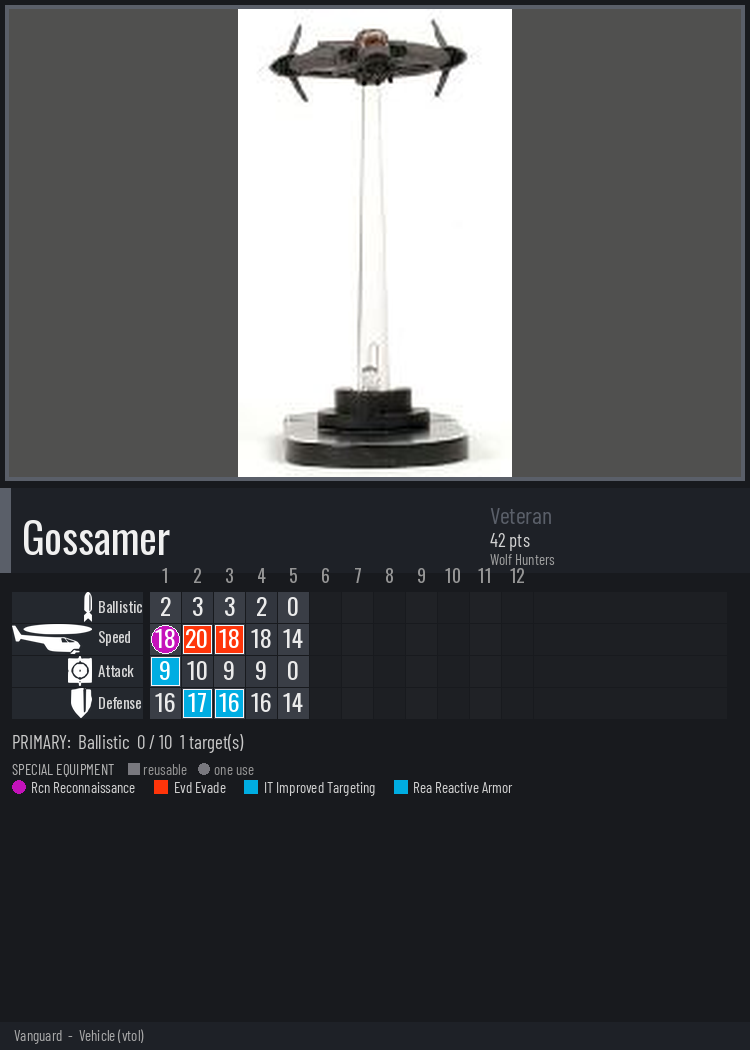 Gossamer
Veteran
42 pts
Wolf Hunters
1 2 3 4 5 6 7 8 9 10 11 12
Ballistic 2 3 3 2 0
Speed 18 20 18 18 14
Attack 9 10 9 9 0
Defense 16 17 16 16 14
PRIMARY: Ballistic 0 / 10 1 target(s)
SPECIAL EQUIPMENT reusable one use
Rcn Reconnaissance Evd Evade IT Improved Targeting Rea Reactive Armor
Vanguard - Vehicle (vtol)